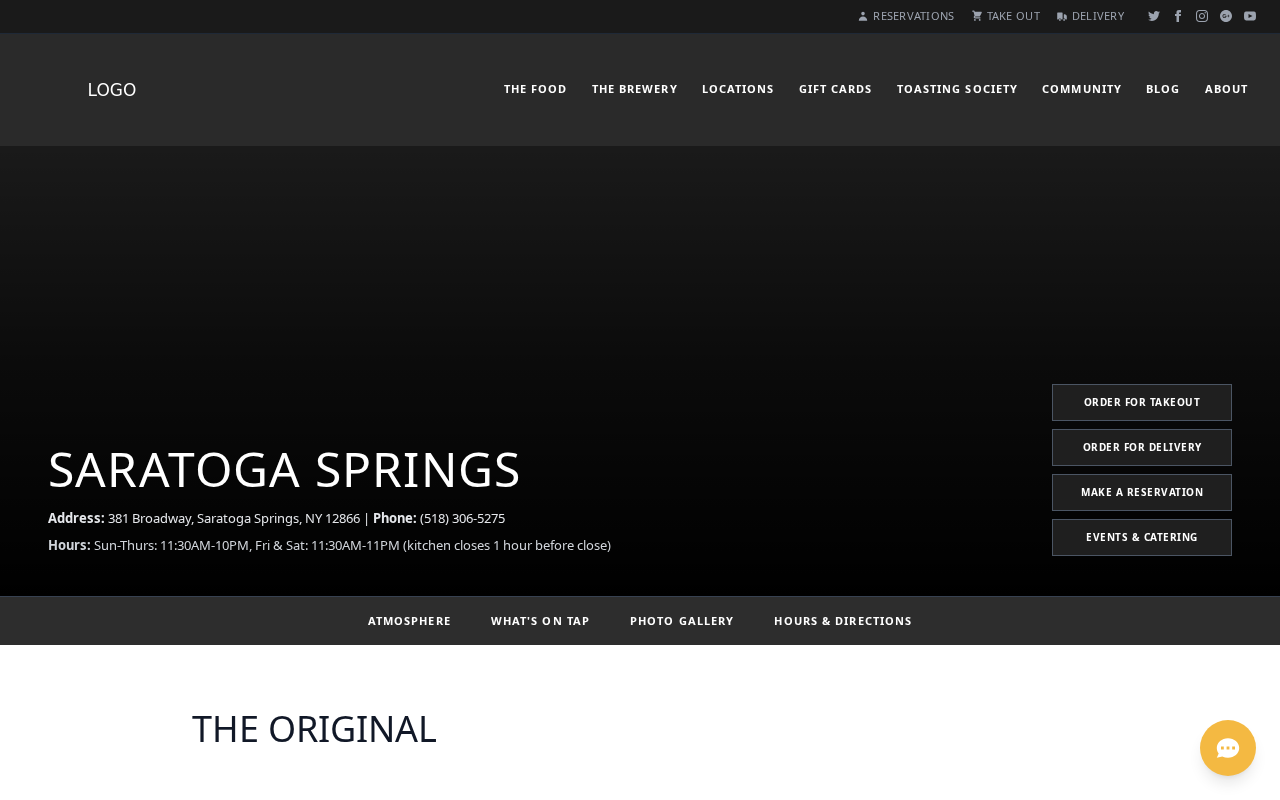 RESERVATIONS TAKE OUT DELIVERY
LOGO
THE FOOD THE BREWERY LOCATIONS GIFT CARDS TOASTING SOCIETY COMMUNITY BLOG ABOUT
ORDER FOR TAKEOUT
ORDER FOR DELIVERY
MAKE A RESERVATION
EVENTS & CATERING
SARATOGA SPRINGS
Address: 381 Broadway, Saratoga Springs, NY 12866 | Phone: (518) 306-5275
Hours: Sun-Thurs: 11:30AM-10PM, Fri & Sat: 11:30AM-11PM (kitchen closes 1 hour before close)
ATMOSPHERE WHAT'S ON TAP PHOTO GALLERY HOURS & DIRECTIONS
THE ORIGINAL